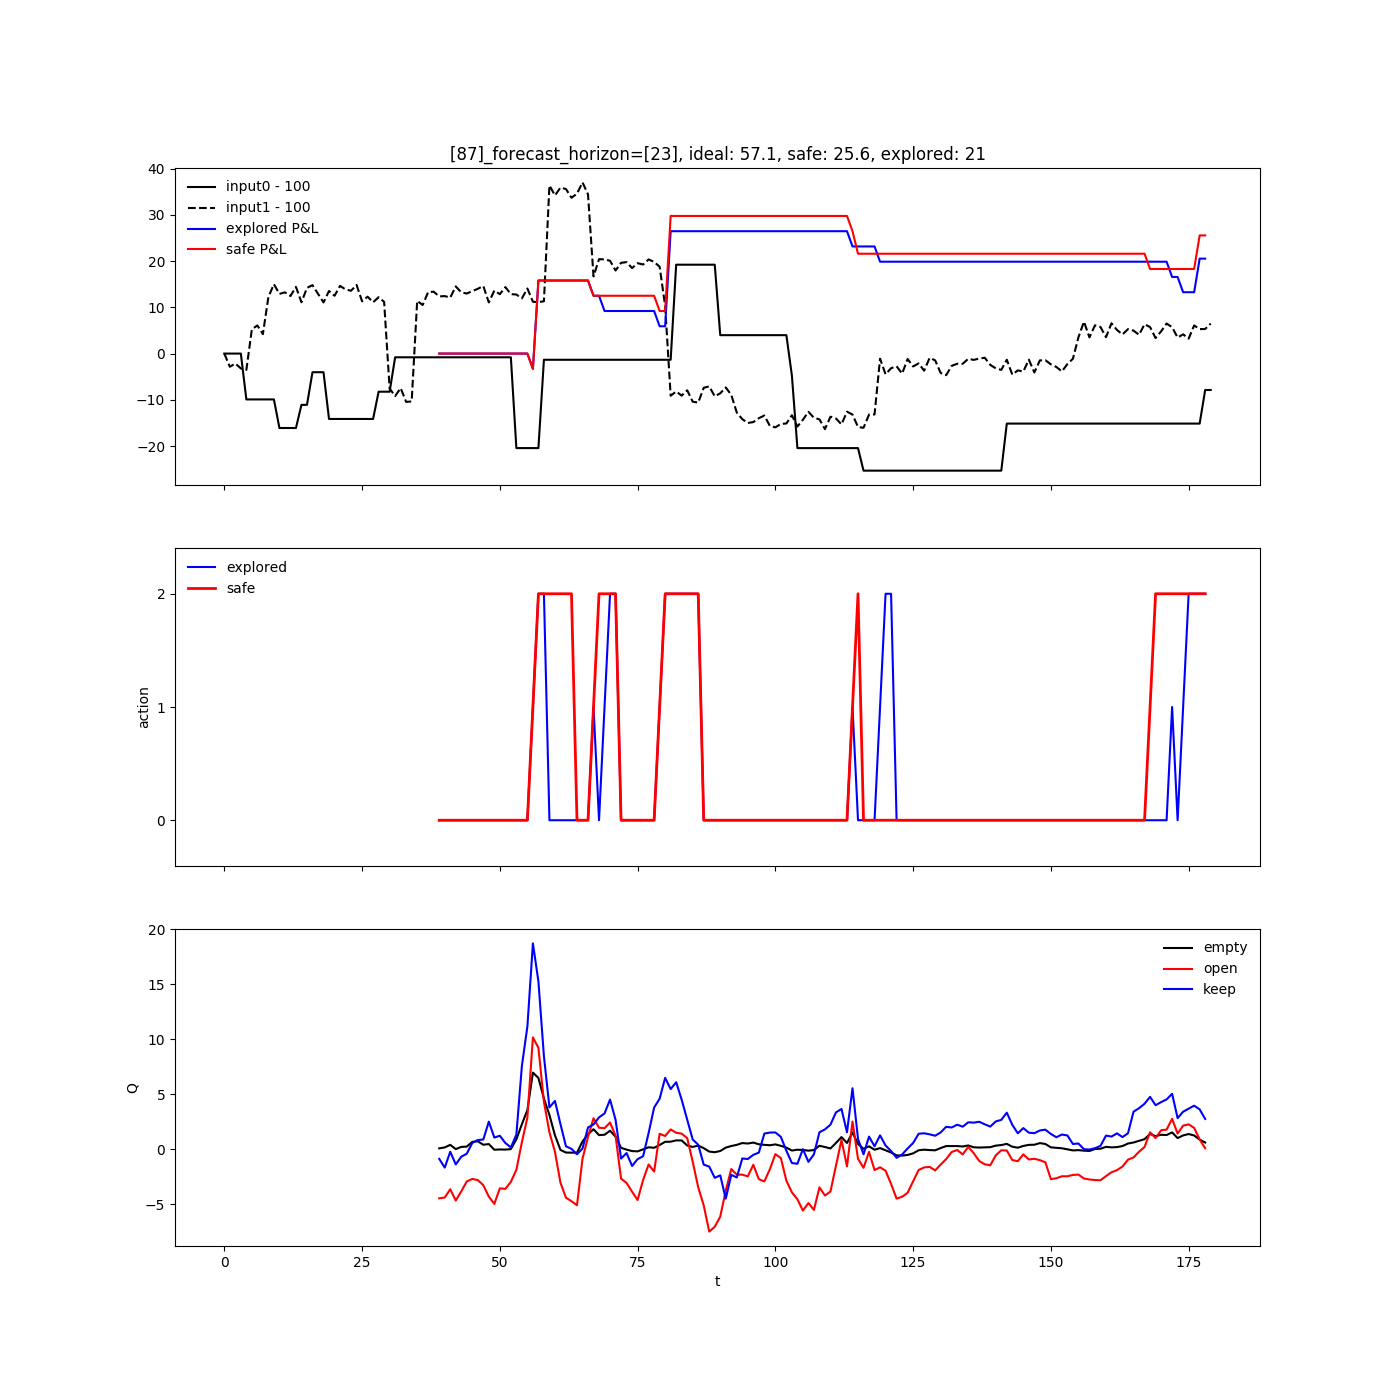 [87]_forecast_horizon=[23], ideal: 57.1, safe: 25.6, explored: 21
40
30
20
10
0
−10
−20
input0 - 100
input1 - 100
explored P&L
safe P&L
2
1
0
action
explored
safe
20
15
10
5
0
−5
Q
empty
open
keep
0 25 50 75 100 125 150 175
t